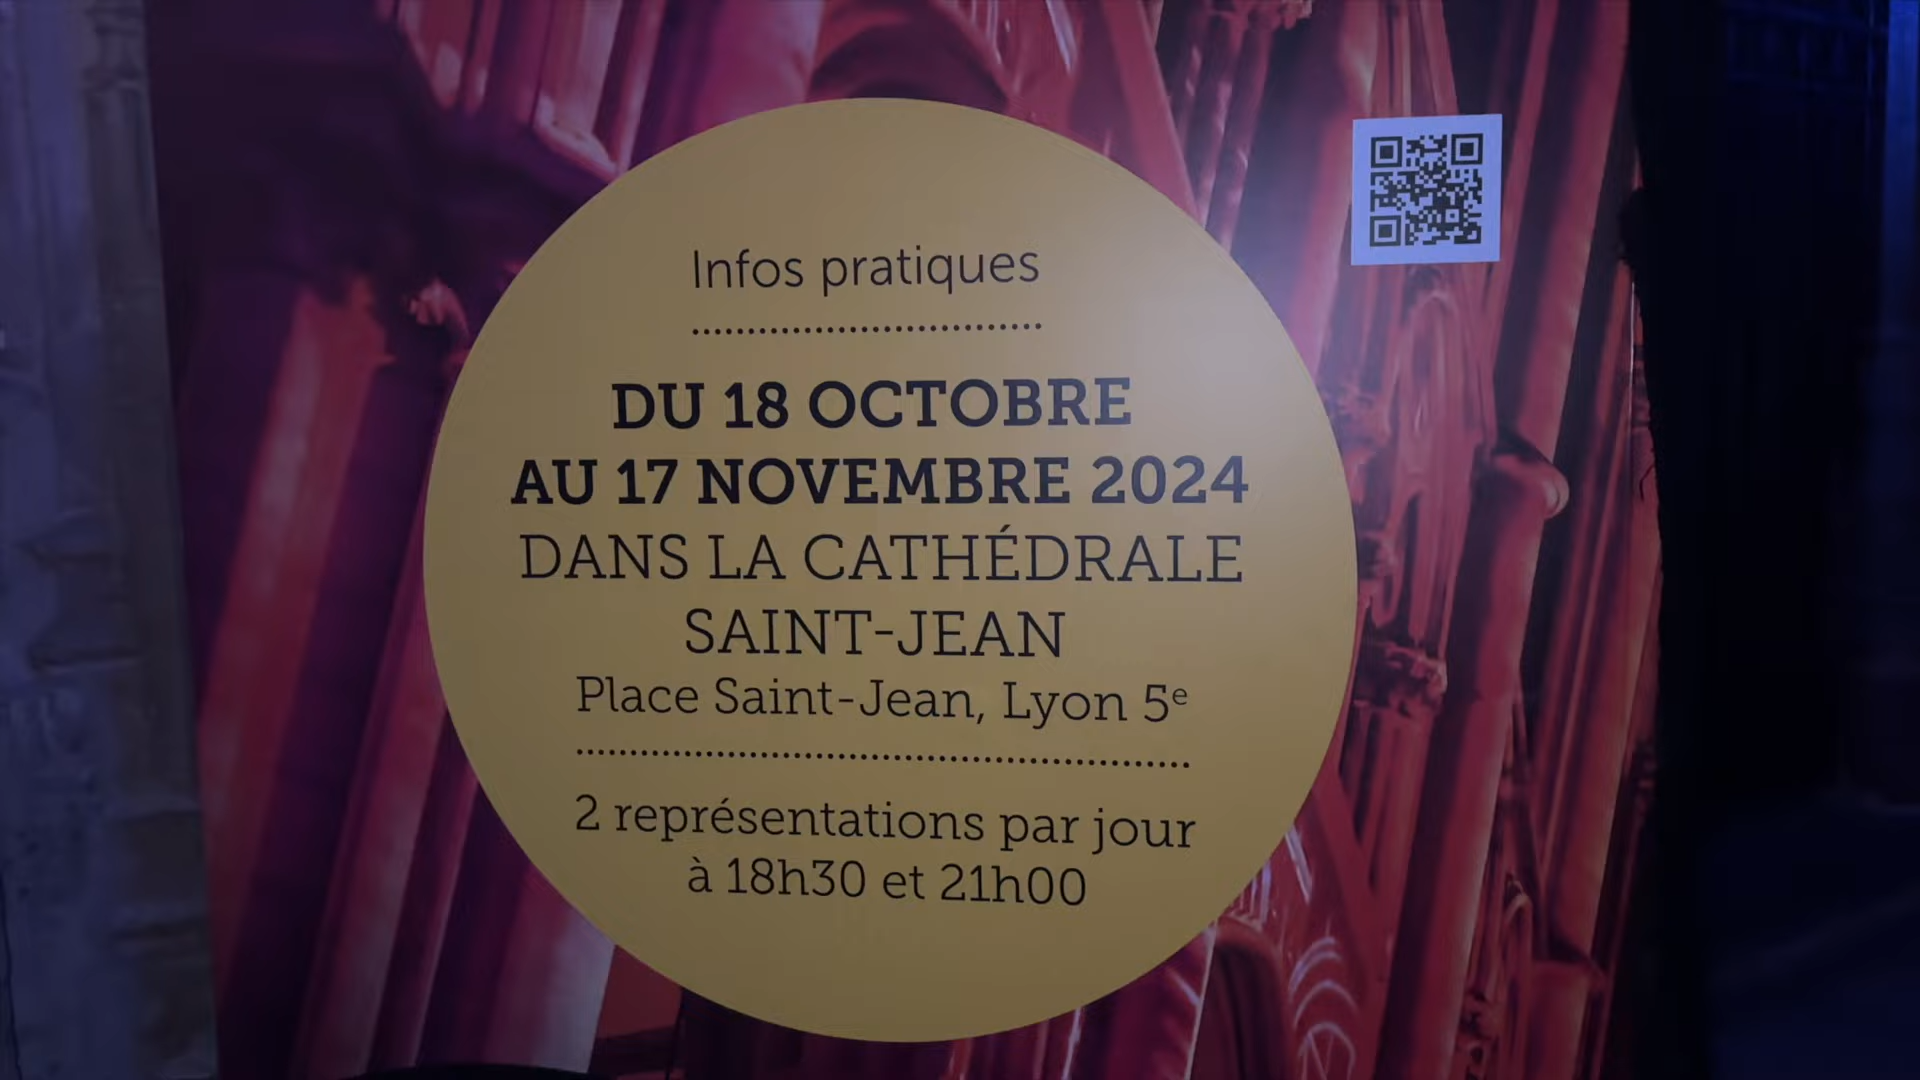 Infos pratiques
DU 18 OCTOBRE
AU 17 NOVEMBRE 2024
DANS LA CATHÉDRALE
SAINT-JEAN
Place Saint-Jean, Lyon 5e
2 représentations par jour
à 18h30 et 21h00